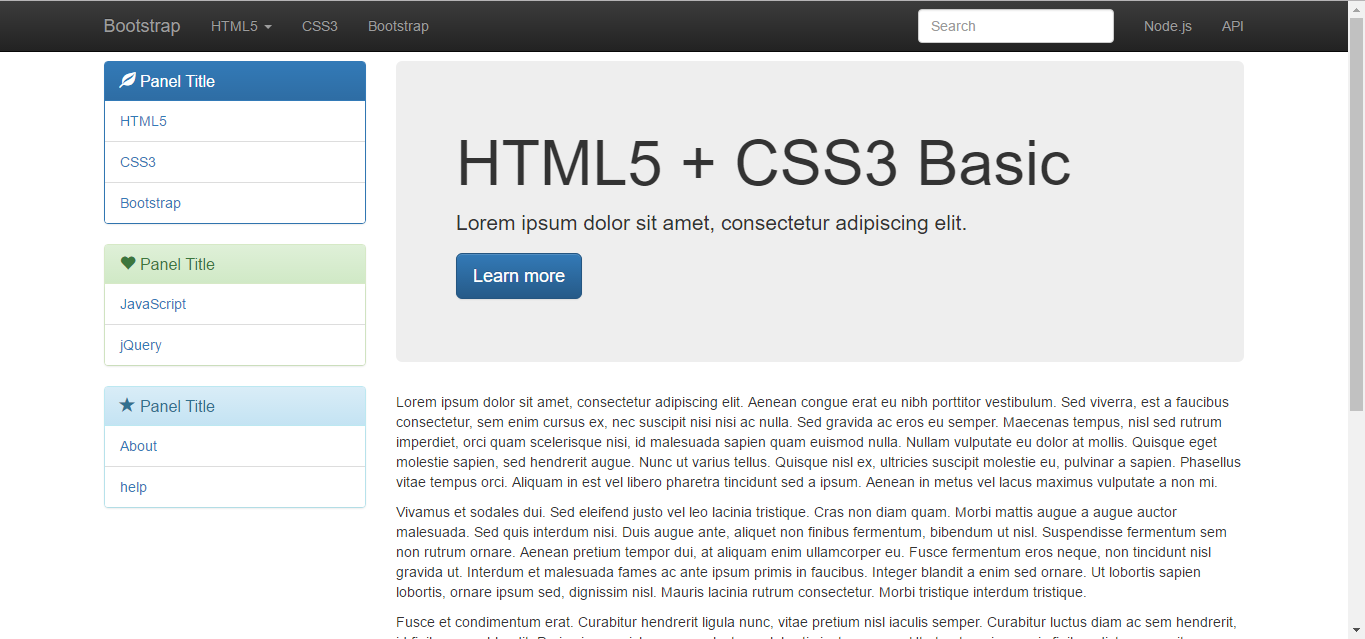 Bootstrap HTML5 CSS3 Bootstrap Search Node.js API
Panel Title
HTML5
CSS3
Bootstrap
Panel Title
JavaScript
jQuery
Panel Title
About
help
HTML5 + CSS3 Basic
Lorem ipsum dolor sit amet, consectetur adipiscing elit.
Learn more
Lorem ipsum dolor sit amet, consectetur adipiscing elit. Aenean congue erat eu nibh porttitor vestibulum. Sed viverra, est a faucibus
consectetur, sem enim cursus ex, nec suscipit nisi nisi ac nulla. Sed gravida ac eros eu semper. Maecenas tempus, nisl sed rutrum
imperdiet, orci quam scelerisque nisi, id malesuada sapien quam euismod nulla. Nullam vulputate eu dolor at mollis. Quisque eget
molestie sapien, sed hendrerit augue. Nunc ut varius tellus. Quisque nisl ex, ultricies suscipit molestie eu, pulvinar a sapien. Phasellus
vitae tempus orci. Aliquam in est vel libero pharetra tincidunt sed a ipsum. Aenean in metus vel lacus maximus vulputate a non mi.
Vivamus et sodales dui. Sed eleifend justo vel leo lacinia tristique. Cras non diam quam. Morbi mattis augue a augue auctor
malesuada. Sed quis interdum nisi. Duis augue ante, aliquet non finibus fermentum, bibendum ut nisl. Suspendisse fermentum sem
non rutrum ornare. Aenean pretium tempor dui, at aliquam enim ullamcorper eu. Fusce fermentum eros neque, non tincidunt nisl
gravida ut. Interdum et malesuada fames ac ante ipsum primis in faucibus. Integer blandit a enim sed ornare. Ut lobortis sapien
lobortis, ornare ipsum sed, dignissim nisl. Mauris lacinia rutrum consectetur. Morbi tristique interdum tristique.
Fusce et condimentum erat. Curabitur hendrerit ligula nunc, vitae pretium nisl iaculis semper. Curabitur luctus diam ac sem hendrerit,